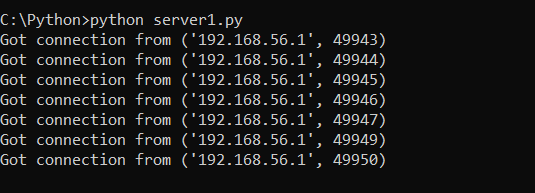 C:\Python>python server1.py
Got connection from ('192.168.56.1', 49943)
Got connection from ('192.168.56.1', 49944)
Got connection from ('192.168.56.1', 49945)
Got connection from ('192.168.56.1', 49946)
Got connection from ('192.168.56.1', 49947)
Got connection from ('192.168.56.1', 49949)
Got connection from ('192.168.56.1', 49950)